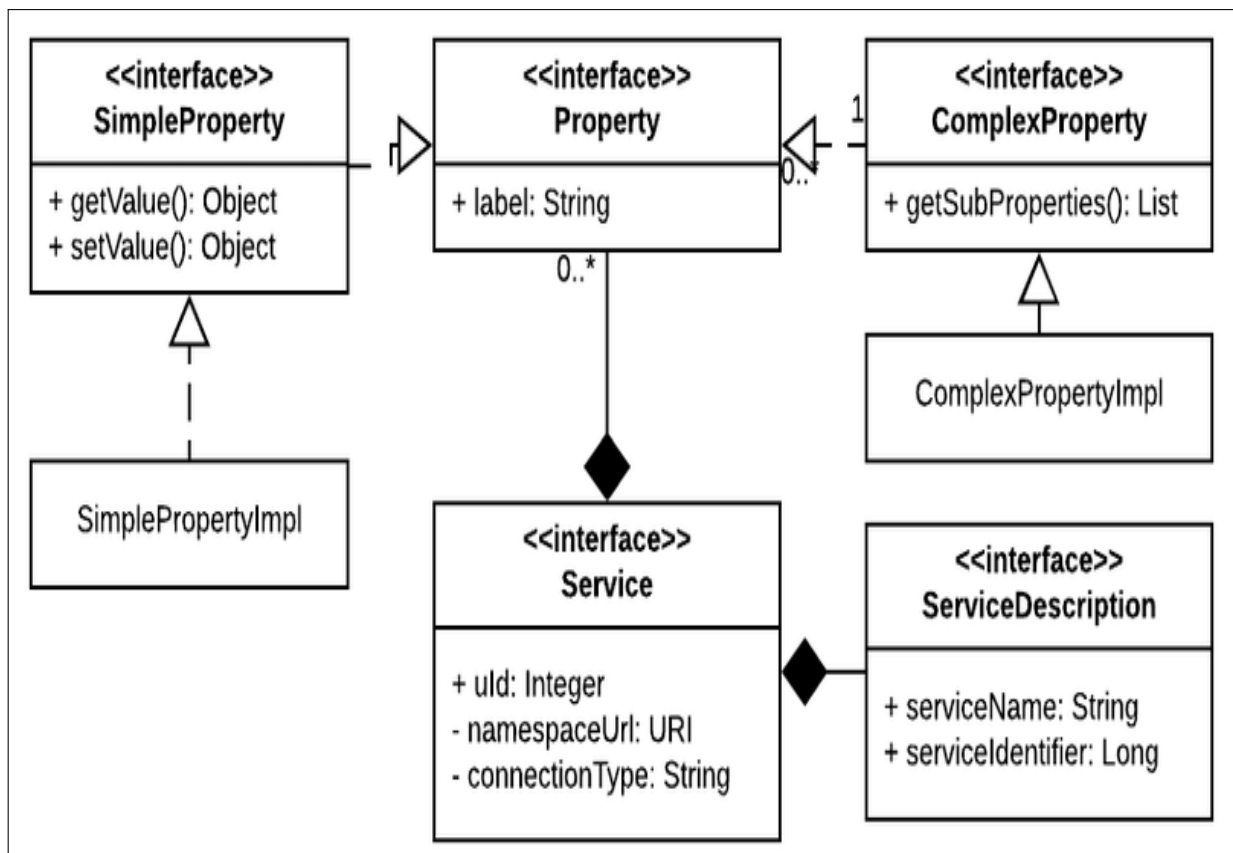 <<interface>>
SimpleProperty
+ getValue(): Object
+ setValue(): Object
<<interface>>
Property
+ label: String
0..*
1
0..*
<<interface>>
ComplexProperty
+ getSubProperties(): List
SimplePropertyImpl
ComplexPropertyImpl
<<interface>>
Service
+ uId: Integer
- namespaceUrl: URI
- connectionType: String
<<interface>>
ServiceDescription
+ serviceName: String
+ serviceIdentifier: Long